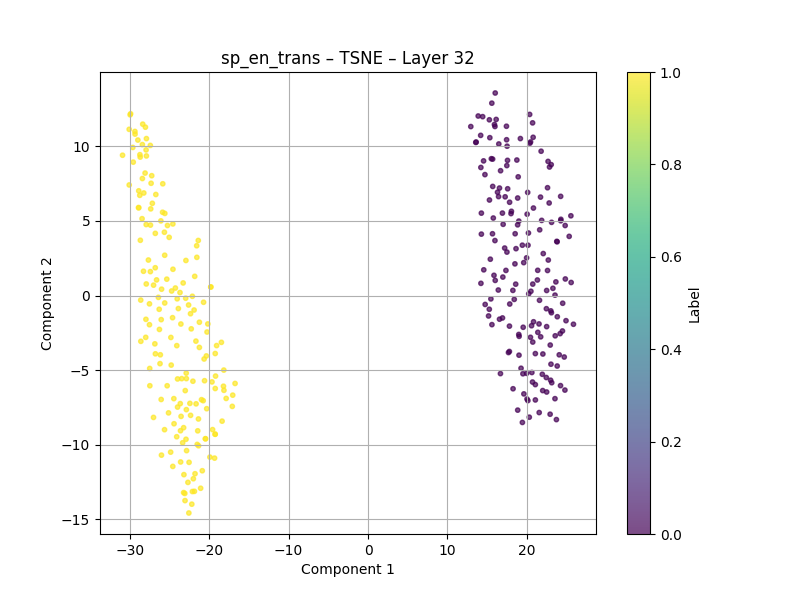 sp_en_trans – TSNE – Layer 32
1.0
0.8
0.6
0.4
0.2
0.0
Label
10
5
0
−5
−10
−15
Component 2
−30 −20 −10 0 10 20
Component 1